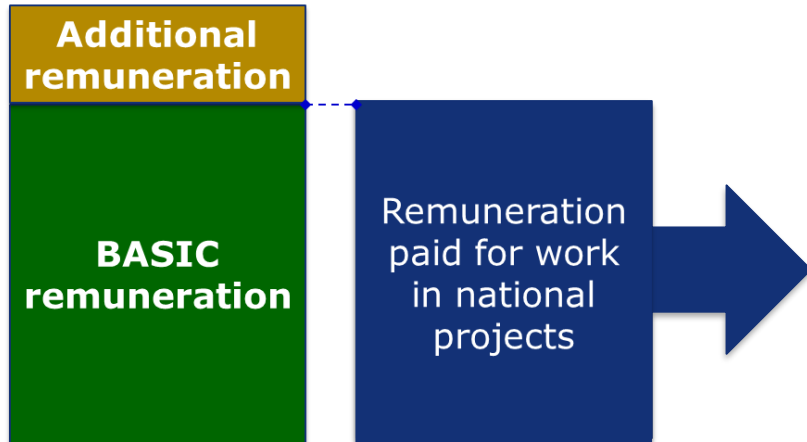 Additional
remuneration
BASIC
remuneration
Remuneration
paid for work
in national
projects